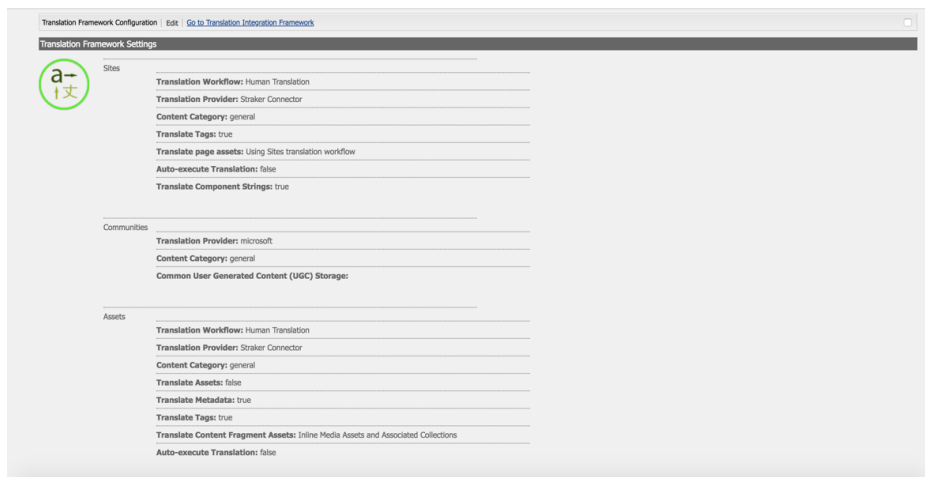 Translation Framework Configuration | Edit | Go to Translation Integration Framework
Translation Framework Settings
a
丈
Sites
Translation Workflow: Human Translation
Translation Provider: Straker Connector
Content Category: general
Translate Tags: true
Translate page assets: Using Sites translation workflow
Auto-execute Translation: false
Translate Component Strings: true
Communities
Translation Provider: microsoft
Content Category: general
Common User Generated Content (UGC) Storage:
Assets
Translation Workflow: Human Translation
Translation Provider: Straker Connector
Content Category: general
Translate Assets: false
Translate Metadata: true
Translate Tags: true
Translate Content Fragment Assets: Inline Media Assets and Associated Collections
Auto-execute Translation: false